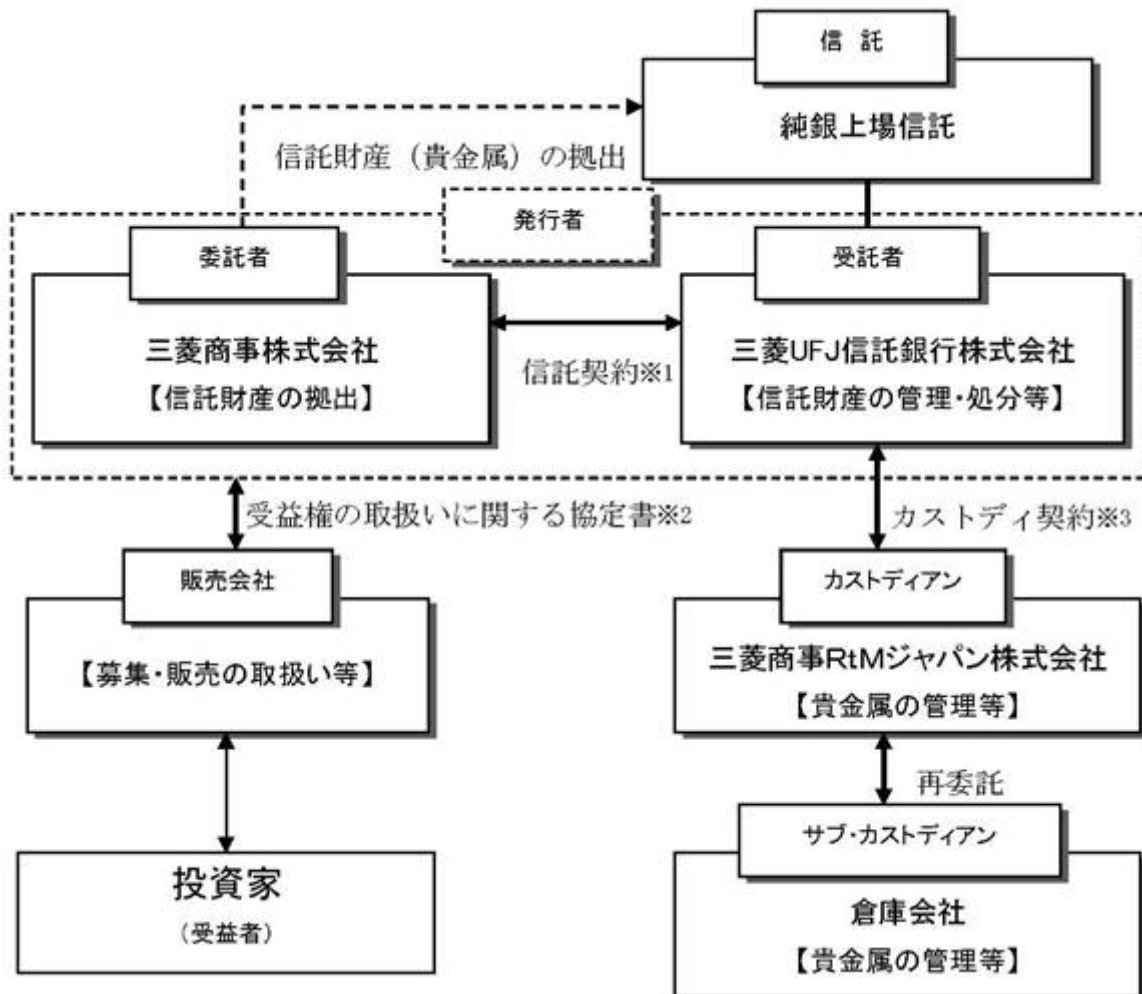 信 託
純銀上場信託
信託財産（貴金属）の拠出
発行者
委託者
三菱商事株式会社
【信託財産の拠出】
信託契約※1
受託者
三菱UFJ信託銀行株式会社
【信託財産の管理・処分等】
受益権の取扱いに関する協定書※2
カストディ契約※3
販売会社
【募集・販売の取扱い等】
カストディアン
三菱商事RtMジャパン株式会社
【貴金属の管理等】
再委託
投資家
（受益者）
サブ・カストディアン
倉庫会社
【貴金属の管理等】